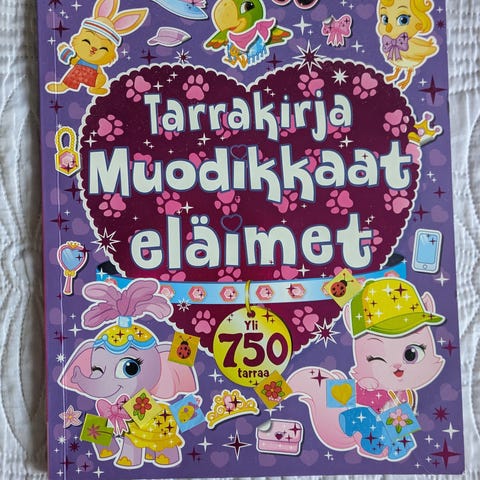 Tarrakirja
Muodikkaat
eläimet
Yli
750
tarraa